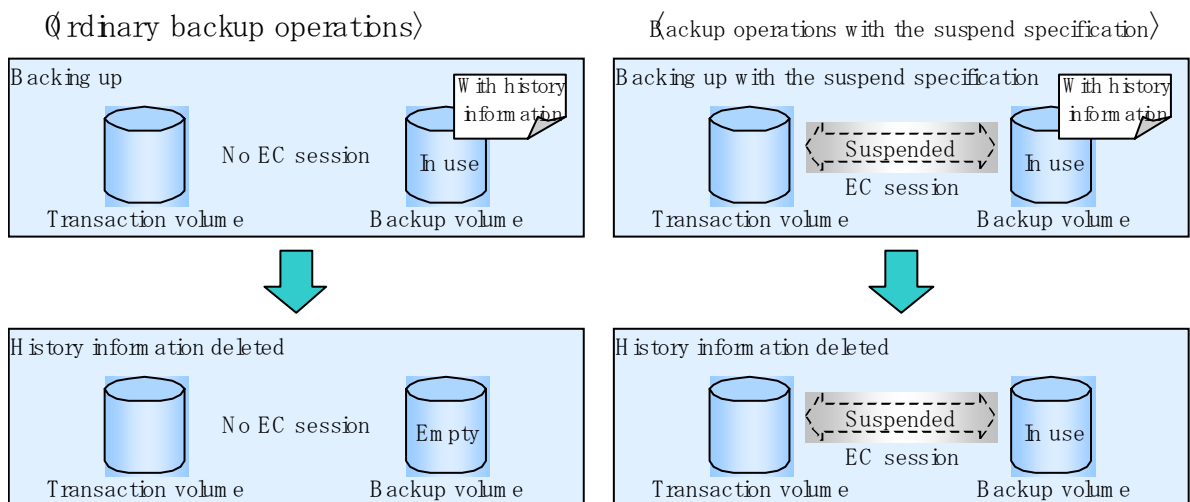 〈Ordinary backup operations〉
Backing up
With history
information
No EC session
In use
Transaction volume
Backup volume
History information deleted
No EC session
Empty
Transaction volume
Backup volume
〈Backup operations with the suspend specification〉
Backing up with the suspend specification
With history
information
Suspended
In use
EC session
Transaction volume
Backup volume
History information deleted
Suspended
In use
EC session
Transaction volume
Backup volume